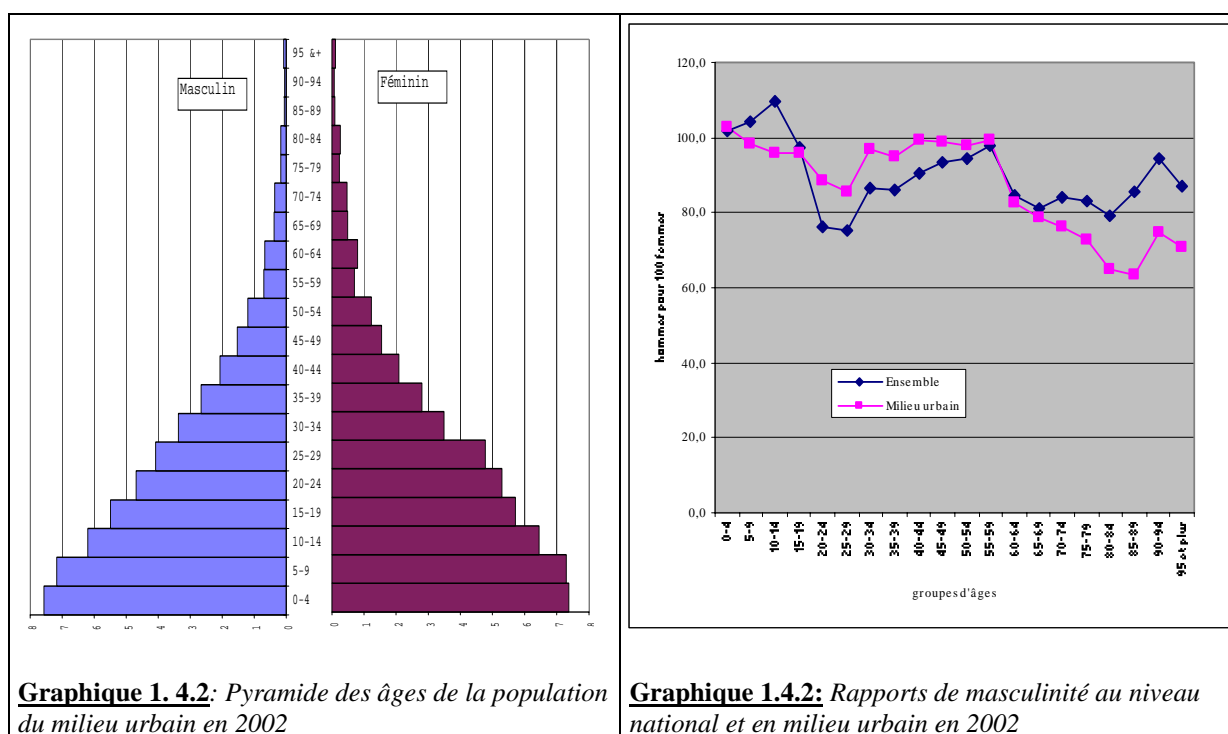 Masculin
Féminin
95 &+
90-94
85-89
80-84
75-79
70-74
65-69
60-64
55-59
50-54
45-49
40-44
35-39
30-34
25-29
20-24
15-19
10-14
5-9
0-4
8 7 6 5 4 3 2 1 0
0 1 2 3 4 5 6 7 8
Graphique 1. 4.2: Pyramide des âges de la population
du milieu urbain en 2002
120,0
100,0
80,0
60,0
40,0
20,0
0,0
hommes pour 100 femmes
Ensemble
Milieu urbain
0-4 5-9 10-14 15-19 20-24 25-29 30-34 35-39 40-44 45-49 50-54 55-59 60-64 65-69 70-74 75-79 80-84 85-89 90-94 95 et plus
groupes d'âges
Graphique 1.4.2: Rapports de masculinité au niveau
national et en milieu urbain en 2002